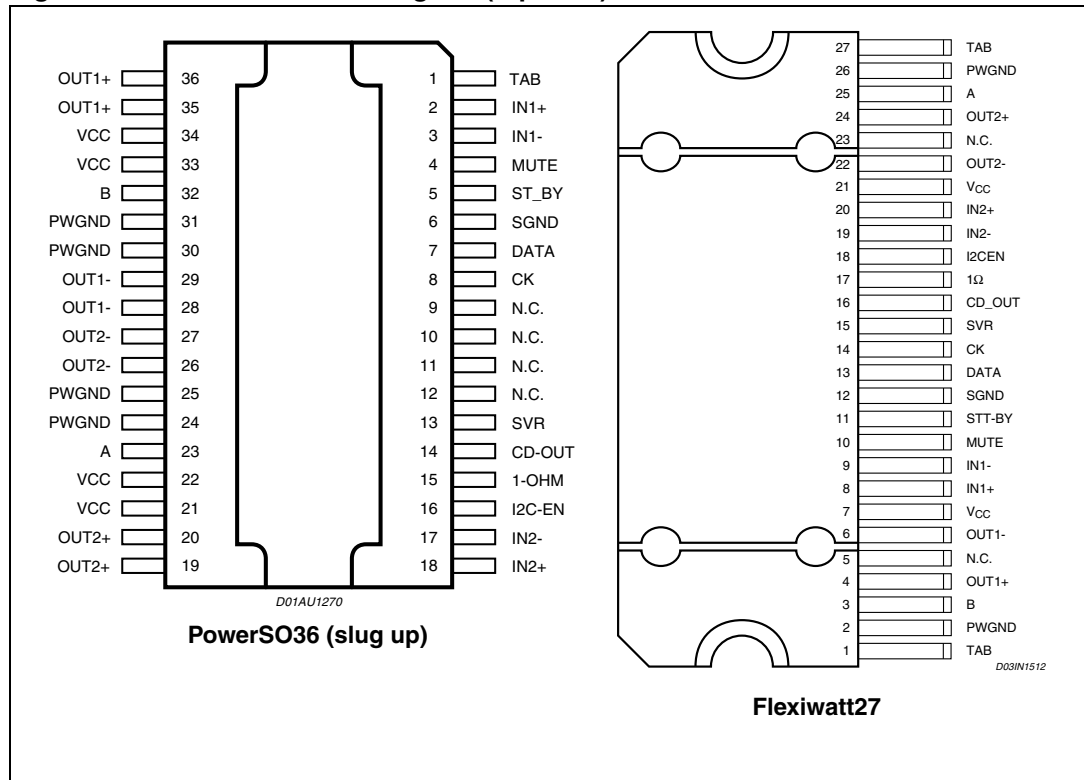 OUT1+ 36 1 TAB
OUT1+ 35 2 IN1+
VCC 34 3 IN1-
VCC 33 4 MUTE
B 32 5 ST_BY
PWGND 31 6 SGND
PWGND 30 7 DATA
OUT1- 29 8 CK
OUT1- 28 9 N.C.
OUT2- 27 10 N.C.
OUT2- 26 11 N.C.
PWGND 25 12 N.C.
PWGND 24 13 SVR
A 23 14 CD-OUT
VCC 22 15 1-OHM
VCC 21 16 I2C-EN
OUT2+ 20 17 IN2-
OUT2+ 19 18 IN2+
D01AU1270
PowerSO36 (slug up)
27 TAB
26 PWGND
25 A
24 OUT2+
23 N.C.
22 OUT2-
21 VCC
20 IN2+
19 IN2-
18 I2CEN
17 1Ω
16 CD_OUT
15 SVR
14 CK
13 DATA
12 SGND
11 STT-BY
10 MUTE
9 IN1-
8 IN1+
7 VCC
6 OUT1-
5 N.C.
4 OUT1+
3 B
2 PWGND
1 TAB
D03IN1512
Flexiwatt27